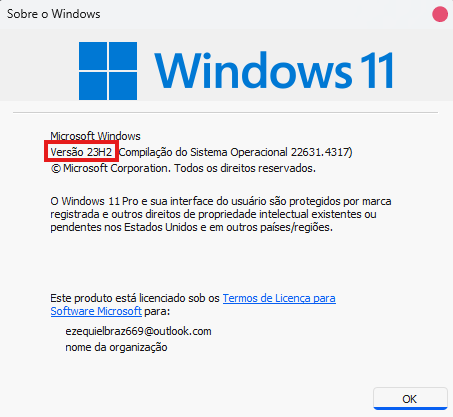 Sobre o Windows
Windows 11
Microsoft Windows
Versão 23H2 (Compilação do Sistema Operacional 22631.4317)
© Microsoft Corporation. Todos os direitos reservados.
O Windows 11 Pro e sua interface do usuário são protegidos por marca
registrada e outros direitos de propriedade intelectual existentes ou
pendentes nos Estados Unidos e em outros países/regiões.
Este produto está licenciado sob os Termos de Licença para
Software Microsoft para:
ezequielbraz669@outlook.com
nome da organização
OK